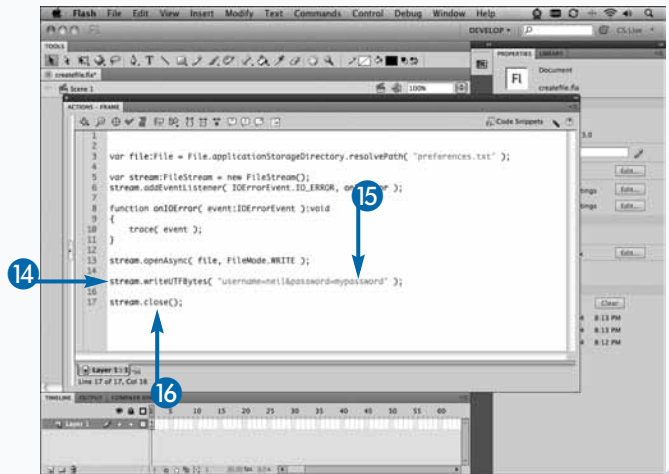 Flash File Edit View Insert Modify Text Commands Control Debug Window Help
DEVELOP
CS Live
TOOLS
createfile.fla*
Scene 1
100%
PROPERTIES LIBRARY
Fl
Document
createfile.fla
3.0
Edit...
Edit...
Edit...
Edit...
Clear
8:13 PM
8:13 PM
8:12 PM
ACTIONS - FRAME
Code Snippets
1
2
3 var file:File = File.applicationStorageDirectory.resolvePath( "preferences.txt" );
4
5 var stream:FileStream = new FileStream();
6 stream.addEventListener( IOErrorEvent.IO_ERROR, on r );
7
8 function onIOError( event:IOErrorEvent ):void
9 {
10 trace( event );
11 }
12
13 stream.openAsync( file, FileMode.WRITE );
14
15 stream.writeUTFBytes( "username=neil&password=mypassword" );
16
17 stream.close();
14
15
16
Layer 1 : 1
Line 17 of 17, Col 16
TIMELINE OUTPUT
5 10 15 20 25 30 35 40 45 50 55 60
Layer 1